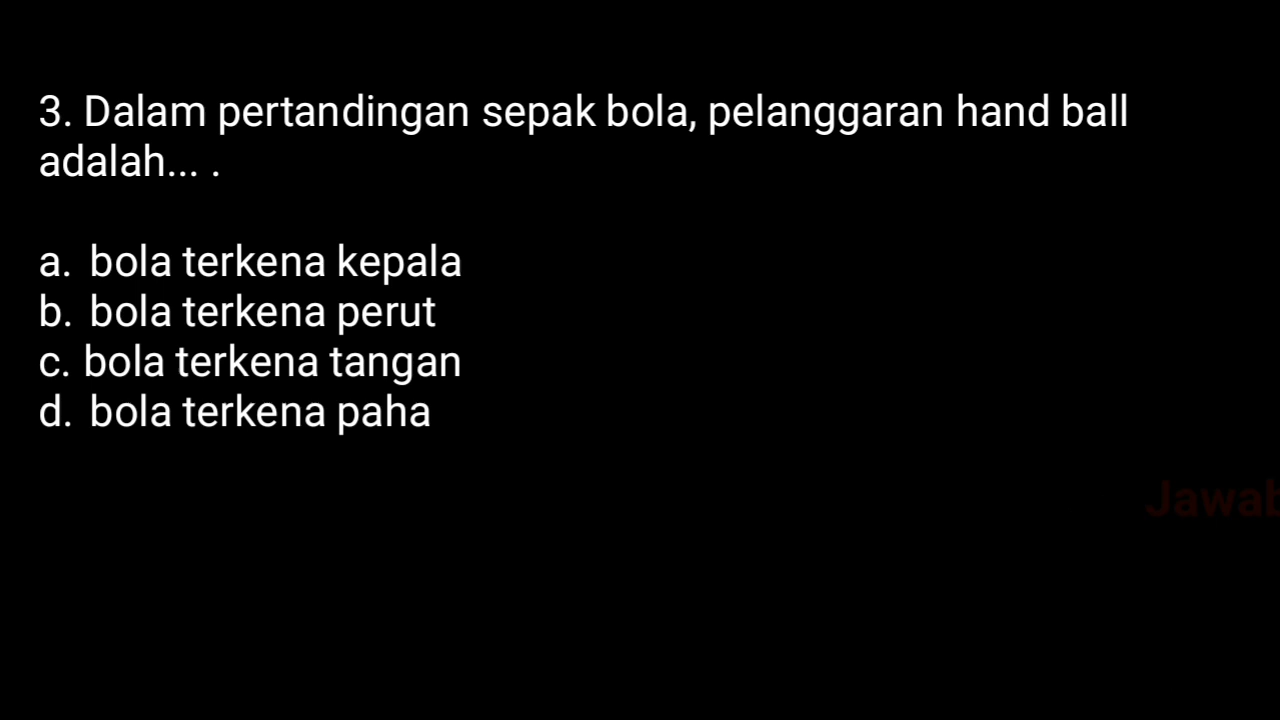 3. Dalam pertandingan sepak bola, pelanggaran hand ball
adalah... .
a. bola terkena kepala
b. bola terkena perut
c. bola terkena tangan
d. bola terkena paha
Jawab